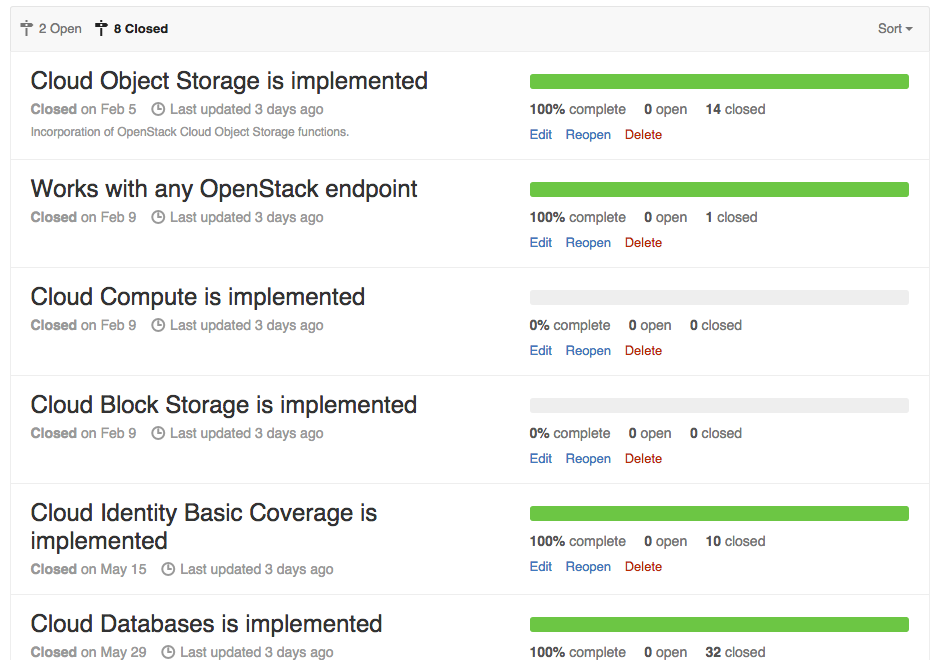 2 Open 8 Closed Sort
Cloud Object Storage is implemented
Closed on Feb 5 Last updated 3 days ago
Incorporation of OpenStack Cloud Object Storage functions.
100% complete 0 open 14 closed
Edit Reopen Delete
Works with any OpenStack endpoint
Closed on Feb 9 Last updated 3 days ago
100% complete 0 open 1 closed
Edit Reopen Delete
Cloud Compute is implemented
Closed on Feb 9 Last updated 3 days ago
0% complete 0 open 0 closed
Edit Reopen Delete
Cloud Block Storage is implemented
Closed on Feb 9 Last updated 3 days ago
0% complete 0 open 0 closed
Edit Reopen Delete
Cloud Identity Basic Coverage is
implemented
Closed on May 15 Last updated 3 days ago
100% complete 0 open 10 closed
Edit Reopen Delete
Cloud Databases is implemented
Closed on May 29 Last updated 3 days ago
100% complete 0 open 32 closed